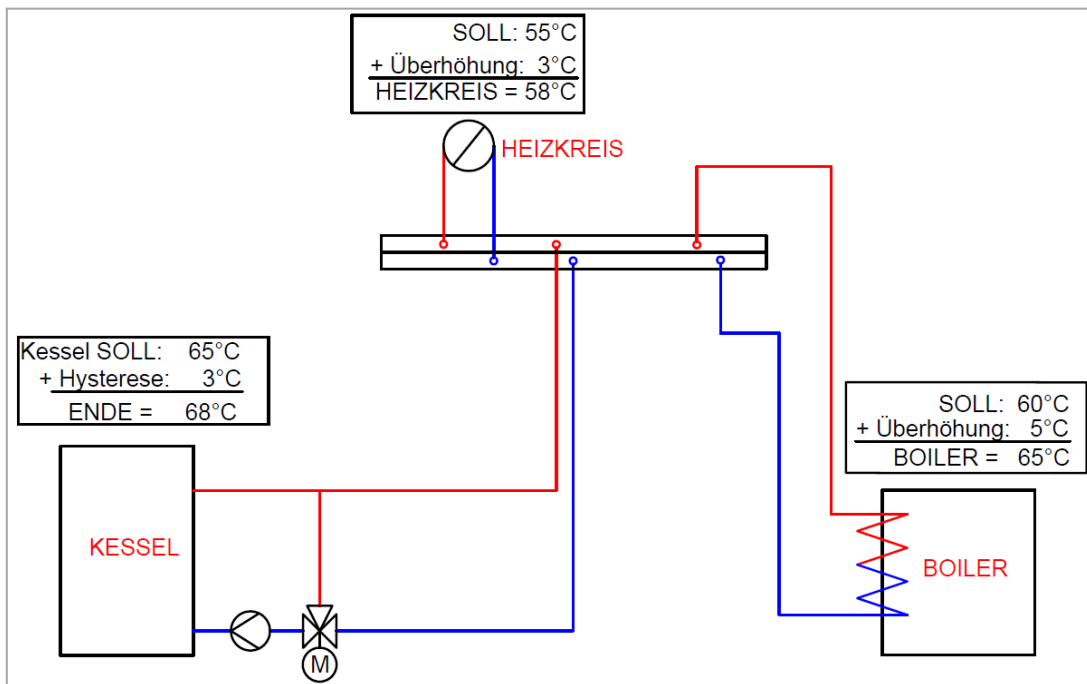 SOLL: 55°C
+ Überhöhung: 3°C
HEIZKREIS = 58°C
HEIZKREIS
Kessel SOLL: 65°C
+ Hysterese: 3°C
ENDE = 68°C
SOLL: 60°C
+ Überhöhung: 5°C
BOILER = 65°C
KESSEL
BOILER
M